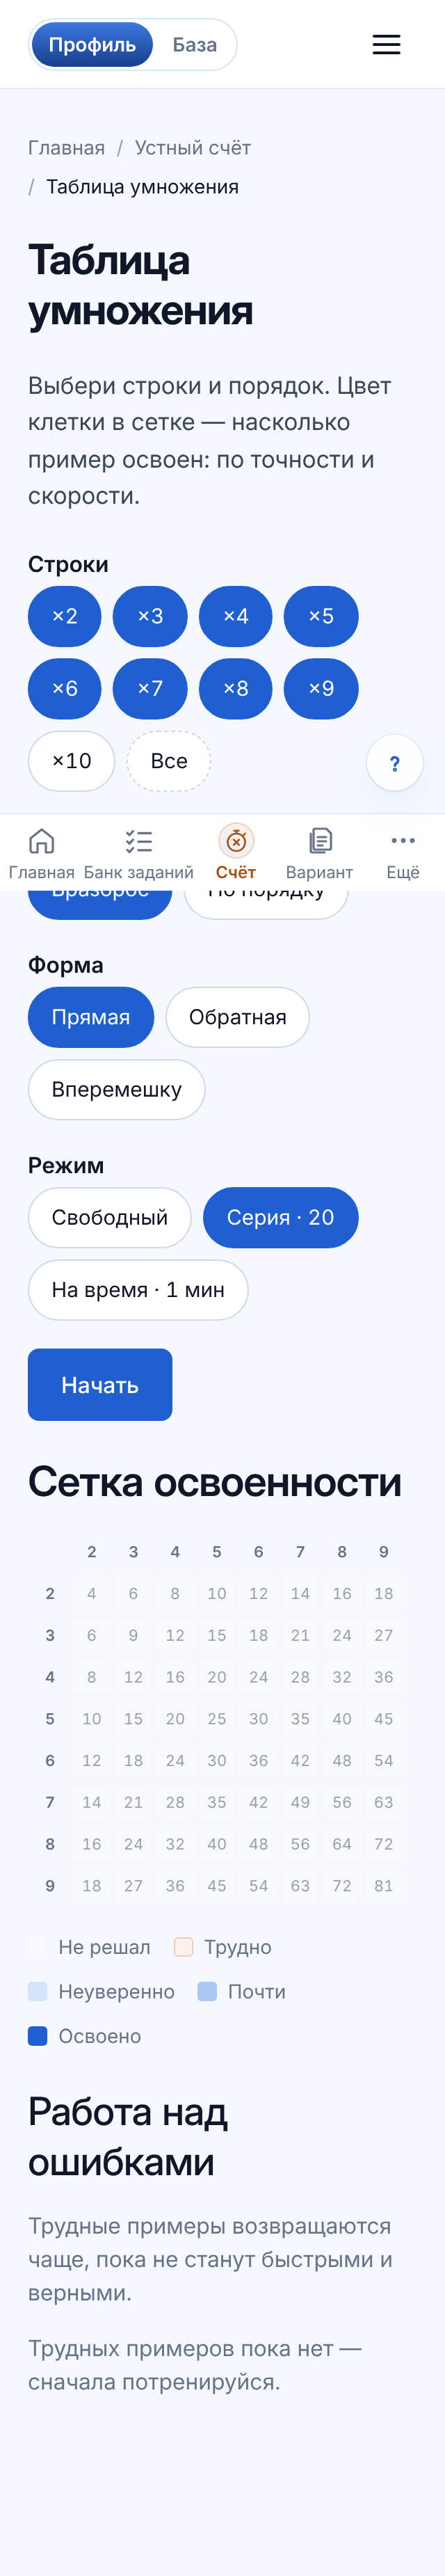 Профиль База
Главная / Устный счёт
/ Таблица умножения
Таблица
умножения
Выбери строки и порядок. Цвет
клетки в сетке — насколько
пример освоен: по точности и
скорости.
Строки
×2 ×3 ×4 ×5
×6 ×7 ×8 ×9
×10 Все
?
Главная Банк заданий Счёт Вариант Ещё
Вразброс По порядку
Форма
Прямая Обратная
Вперемешку
Режим
Свободный Серия · 20
На время · 1 мин
Начать
Сетка освоенности
2 3 4 5 6 7 8 9
2 4 6 8 10 12 14 16 18
3 6 9 12 15 18 21 24 27
4 8 12 16 20 24 28 32 36
5 10 15 20 25 30 35 40 45
6 12 18 24 30 36 42 48 54
7 14 21 28 35 42 49 56 63
8 16 24 32 40 48 56 64 72
9 18 27 36 45 54 63 72 81
Не решал Трудно
Неуверенно Почти
Освоено
Работа над
ошибками
Трудные примеры возвращаются
чаще, пока не станут быстрыми и
верными.
Трудных примеров пока нет —
сначала потренируйся.